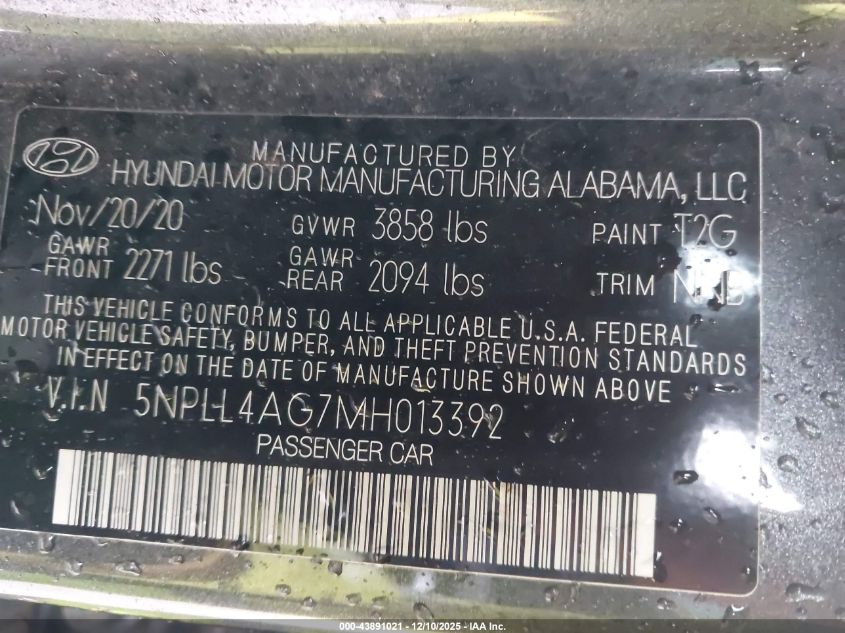 MANUFACTURED BY
HYUNDAI MOTOR MANUFACTURING ALABAMA, LLC
Nov/20/20 GVWR 3858 lbs PAINT T2G
GAWR FRONT 2271 lbs GAWR REAR 2094 lbs TRIM NNB
THIS VEHICLE CONFORMS TO ALL APPLICABLE U.S.A. FEDERAL
MOTOR VEHICLE SAFETY, BUMPER, AND THEFT PREVENTION STANDARDS
IN EFFECT ON THE DATE OF MANUFACTURE SHOWN ABOVE
V.I.N 5NPLL4AG7MH013392
PASSENGER CAR
000-43891021 - 12/10/2025 - IAA Inc.